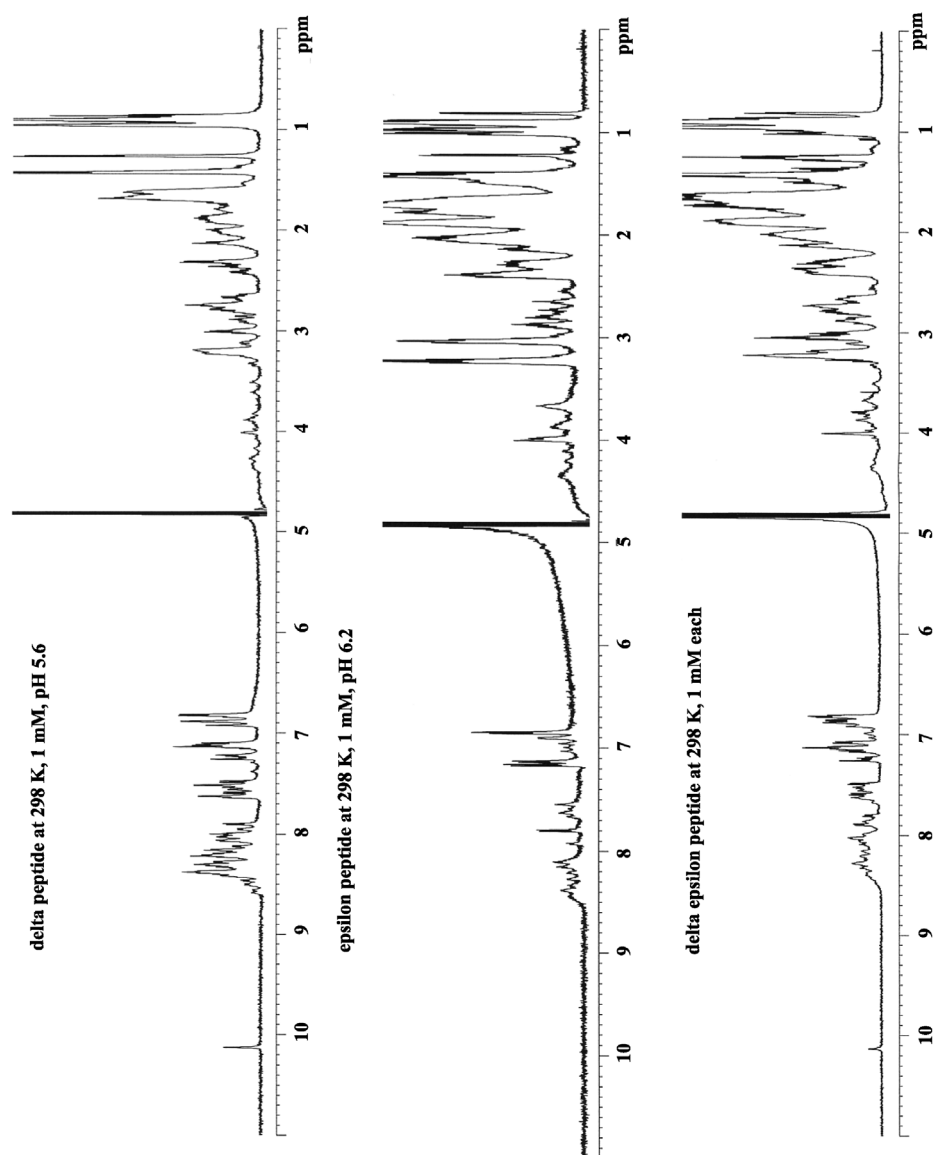 delta peptide at 298 K, 1 mM, pH 5.6
10 9 8 7 6 5 4 3 2 1 ppm
epsilon peptide at 298 K, 1 mM, pH 6.2
10 9 8 7 6 5 4 3 2 1 ppm
delta epsilon peptide at 298 K, 1 mM each
10 9 8 7 6 5 4 3 2 1 ppm